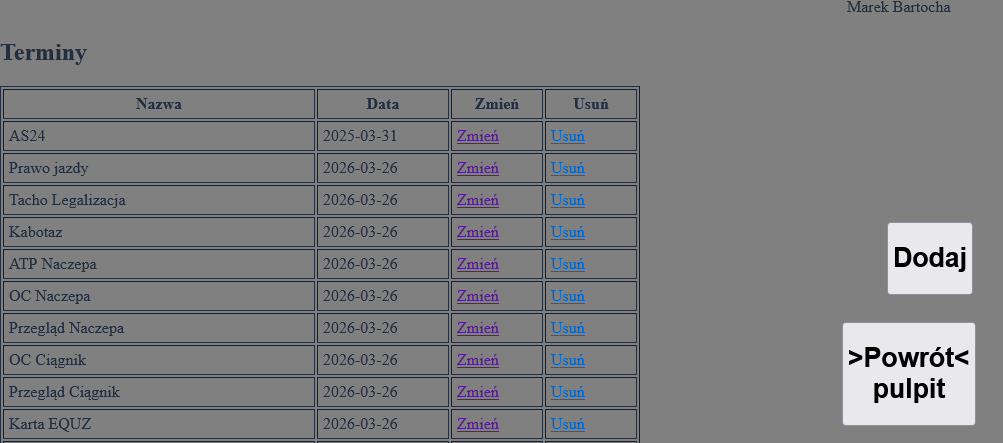 Marek Bartocha
Terminy
Nazwa Data Zmień Usuń
AS24 2025-03-31 Zmień Usuń
Prawo jazdy 2026-03-26 Zmień Usuń
Tacho Legalizacja 2026-03-26 Zmień Usuń
Kabotaz 2026-03-26 Zmień Usuń
ATP Naczepa 2026-03-26 Zmień Usuń
OC Naczepa 2026-03-26 Zmień Usuń
Przegląd Naczepa 2026-03-26 Zmień Usuń
OC Ciągnik 2026-03-26 Zmień Usuń
Przegląd Ciągnik 2026-03-26 Zmień Usuń
Karta EQUZ 2026-03-26 Zmień Usuń
Dodaj
>Powrót<
pulpit